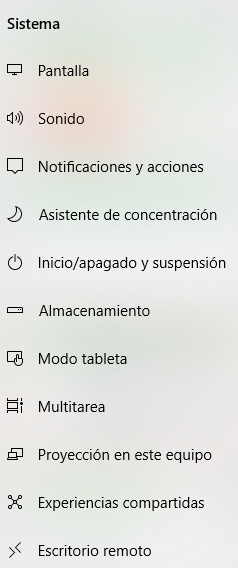 Sistema
Pantalla
Sonido
Notificaciones y acciones
Asistente de concentración
Inicio/apagado y suspensión
Almacenamiento
Modo tableta
Multitarea
Proyección en este equipo
Experiencias compartidas
Escritorio remoto